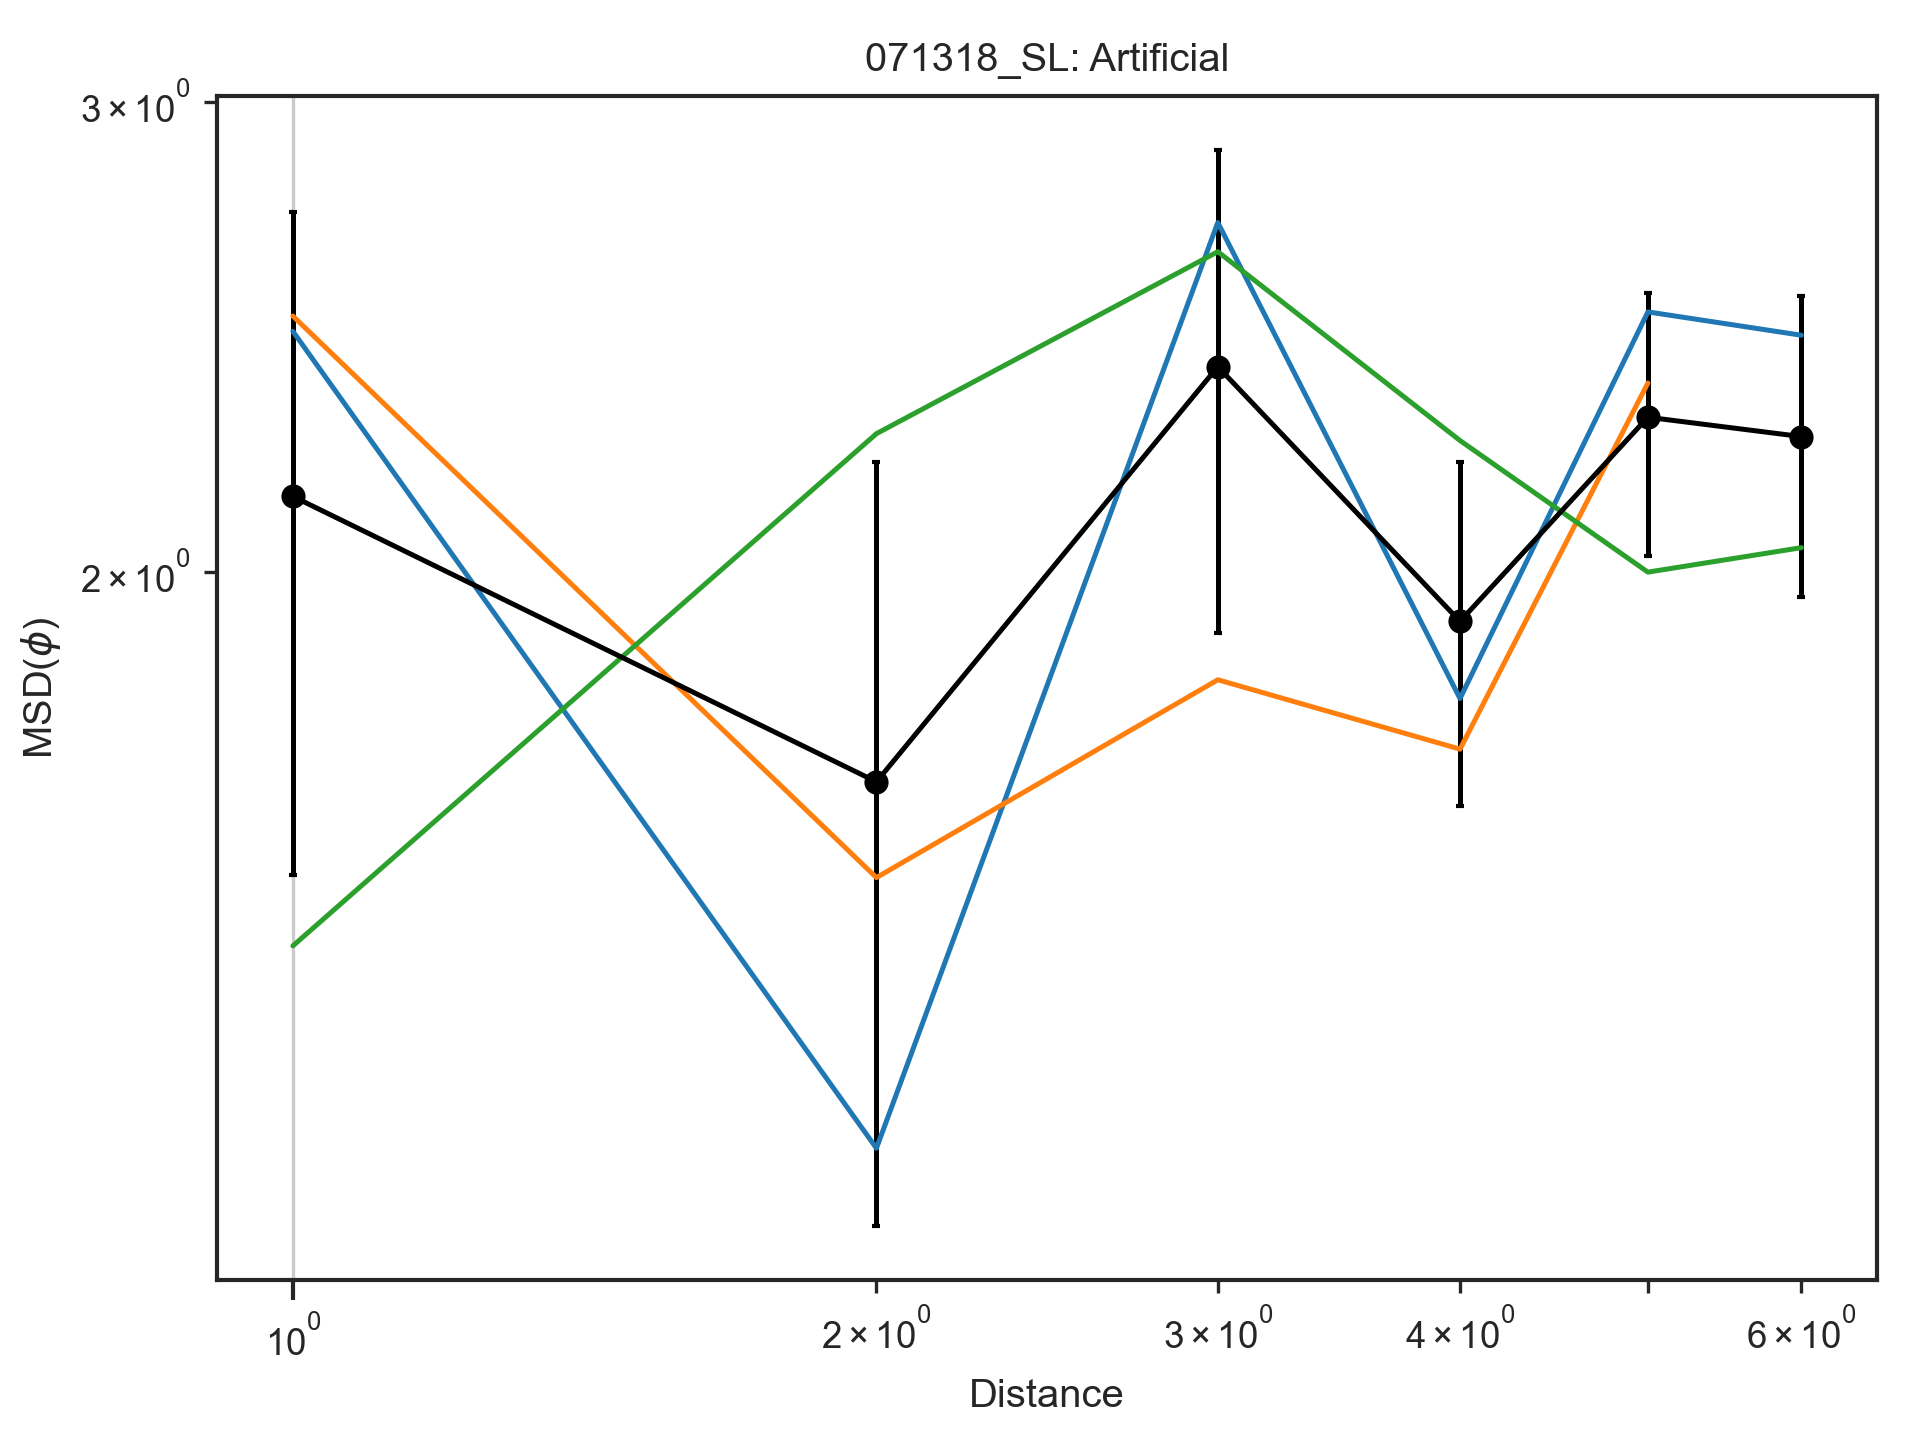 071318_SL: Artificial
3 × 10⁰
2 × 10⁰
MSD(ϕ)
10⁰
2 × 10⁰
3 × 10⁰
4 × 10⁰
6 × 10⁰
Distance